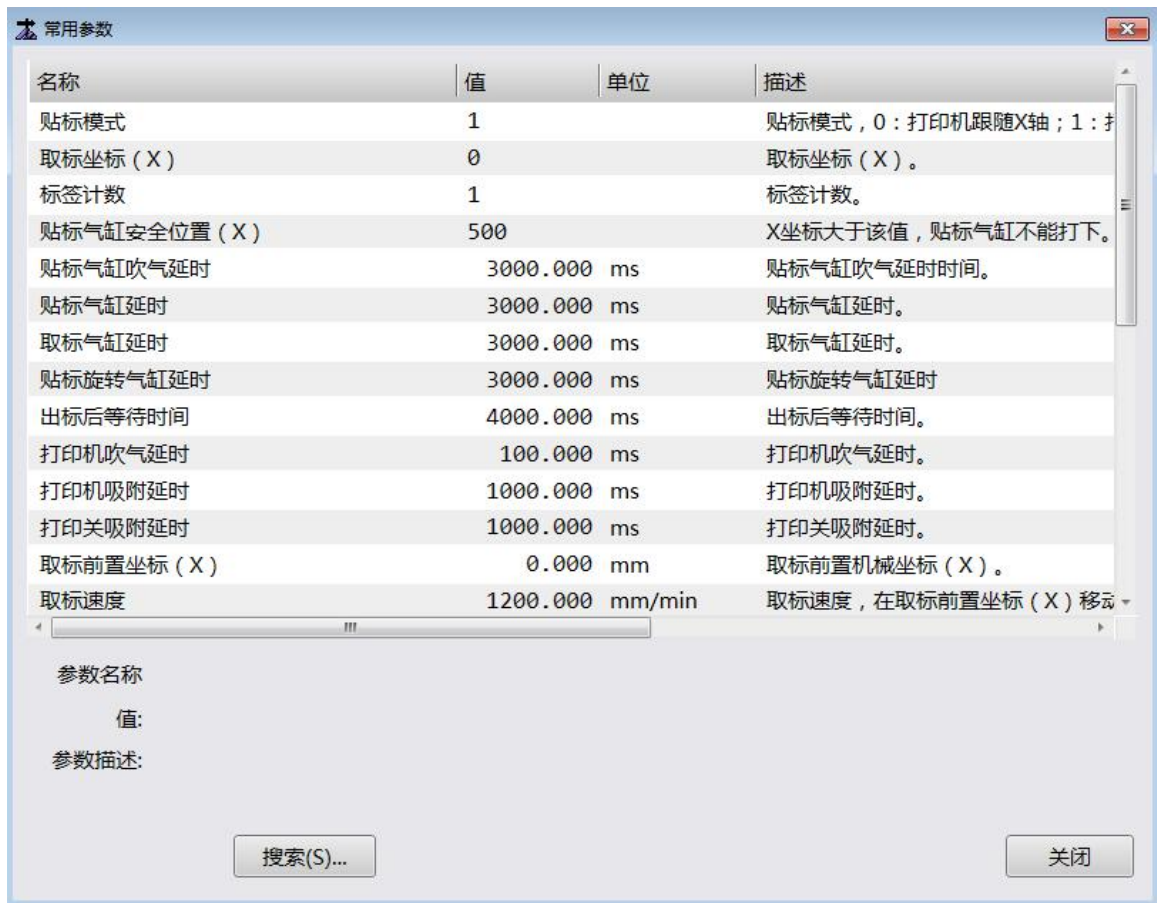 常用参数
名称 值 单位 描述
贴标模式 1 贴标模式，0：打印机跟随X轴；1：
取标坐标（X） 0 取标坐标（X）。
标签计数 1 标签计数。
贴标气缸安全位置（X） 500 X坐标大于该值，贴标气缸不能打下。
贴标气缸吹气延时 3000.000 ms 贴标气缸吹气延时时间。
贴标气缸延时 3000.000 ms 贴标气缸延时。
取标气缸延时 3000.000 ms 取标气缸延时。
贴标旋转气缸延时 3000.000 ms 贴标旋转气缸延时
出标后等待时间 4000.000 ms 出标后等待时间。
打印机吹气延时 100.000 ms 打印机吹气延时。
打印机吸附延时 1000.000 ms 打印机吸附延时。
打印关吸附延时 1000.000 ms 打印关吸附延时。
取标前置坐标（X） 0.000 mm 取标前置机械坐标（X）。
取标速度 1200.000 mm/min 取标速度，在取标前置坐标（X）移动
参数名称
值:
参数描述:
搜索(S)... 关闭